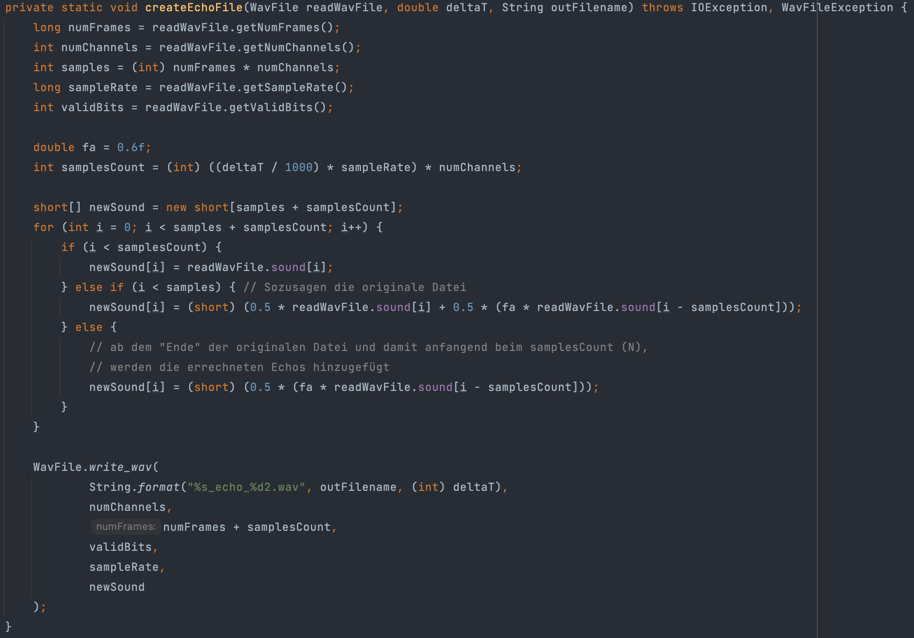 private static void createEchoFile(WavFile readWavFile, double deltaT, String outFilename) throws IOException, WavFileException {
    long numFrames = readWavFile.getNumFrames();
    int numChannels = readWavFile.getNumChannels();
    int samples = (int) numFrames * numChannels;
    long sampleRate = readWavFile.getSampleRate();
    int validBits = readWavFile.getValidBits();

    double fa = 0.6f;
    int samplesCount = (int) ((deltaT / 1000) * sampleRate) * numChannels;

    short[] newSound = new short[samples + samplesCount];
    for (int i = 0; i < samples + samplesCount; i++) {
        if (i < samplesCount) {
            newSound[i] = readWavFile.sound[i];
        } else if (i < samples) { // Sozusagen die originale Datei
            newSound[i] = (short) (0.5 * readWavFile.sound[i] + 0.5 * (fa * readWavFile.sound[i - samplesCount]));
        } else {
            // ab dem "Ende" der originalen Datei und damit anfangend beim samplesCount (N),
            // werden die errechneten Echos hinzugefügt
            newSound[i] = (short) (0.5 * (fa * readWavFile.sound[i - samplesCount]));
        }
    }

    WavFile.write_wav(
            String.format("%s_echo_%d2.wav", outFilename, (int) deltaT),
            numChannels,
            numFrames: numFrames + samplesCount,
            validBits,
            sampleRate,
            newSound
    );
}